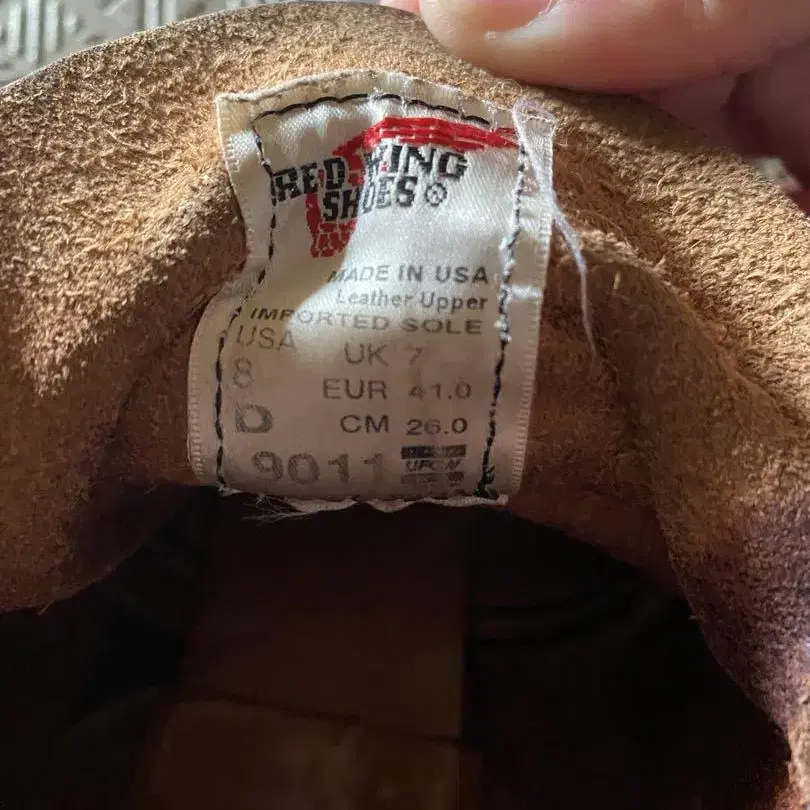 RED WING
SHOES®
MADE IN USA
Leather Upper
IMPORTED SOLE
USA UK 7
8 EUR 41.0
D CM 26.0
9011 UFCW